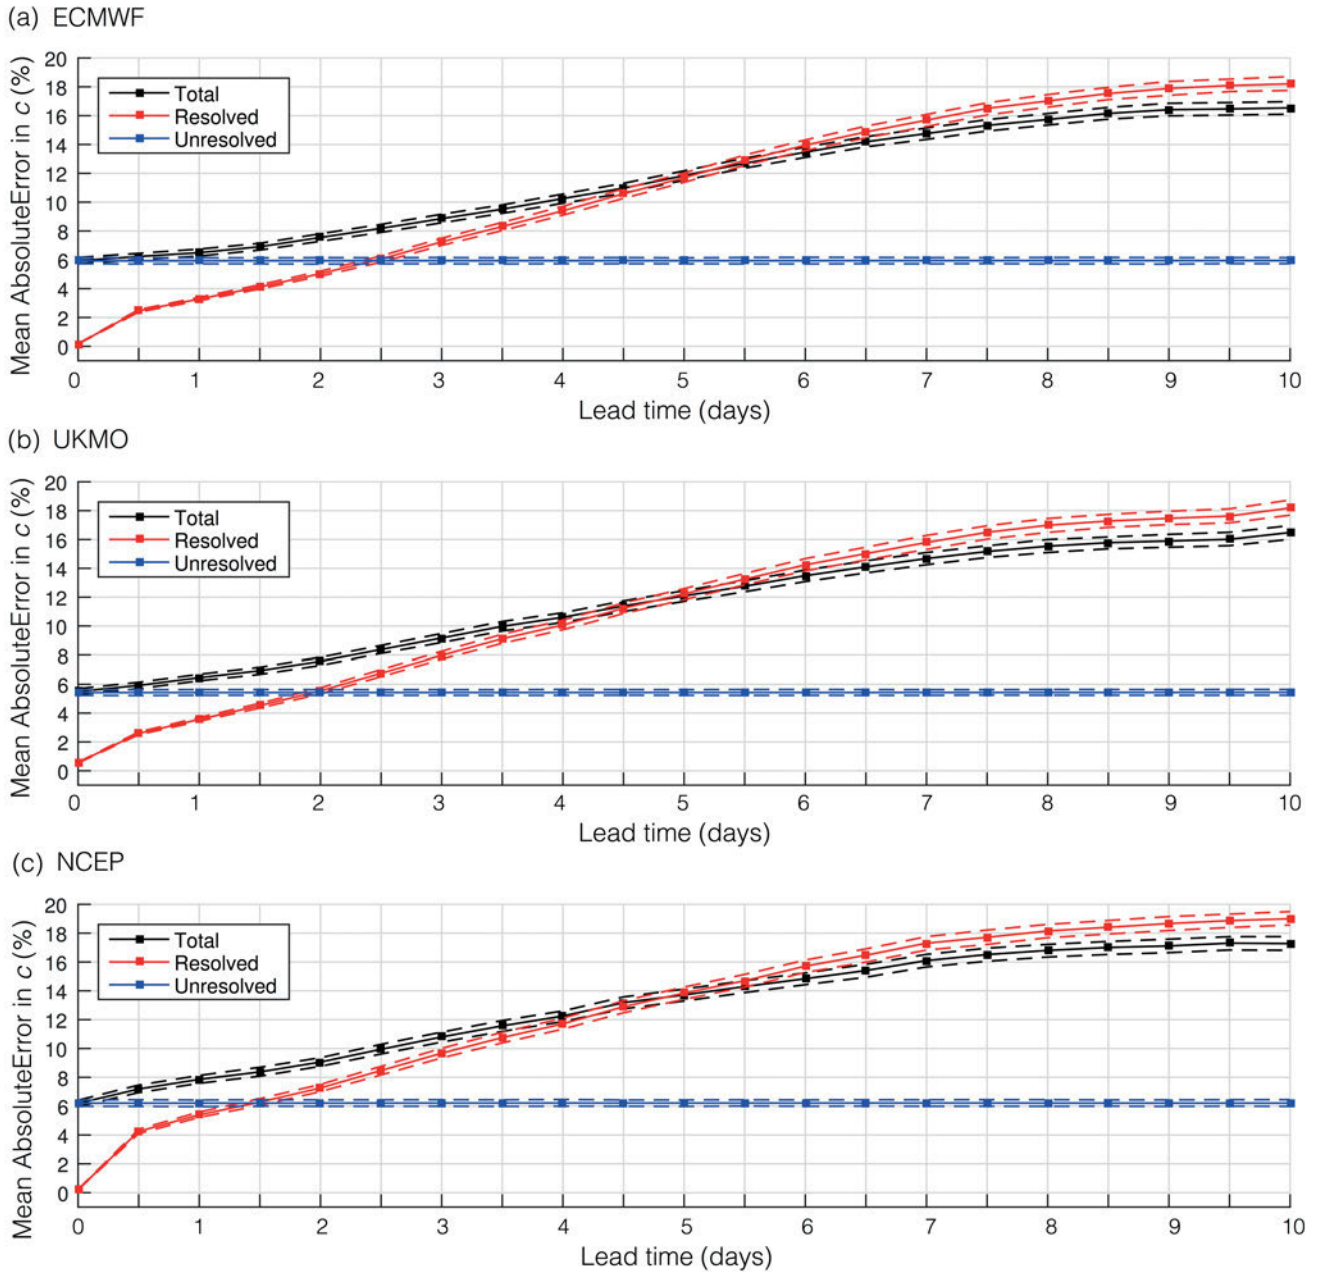 (a) ECMWF
Mean AbsoluteError in c (%)
20
18
16
14
12
10
8
6
4
2
0
Total
Resolved
Unresolved
0 1 2 3 4 5 6 7 8 9 10
Lead time (days)
(b) UKMO
Mean AbsoluteError in c (%)
20
18
16
14
12
10
8
6
4
2
0
Total
Resolved
Unresolved
0 1 2 3 4 5 6 7 8 9 10
Lead time (days)
(c) NCEP
Mean AbsoluteError in c (%)
20
18
16
14
12
10
8
6
4
2
0
Total
Resolved
Unresolved
0 1 2 3 4 5 6 7 8 9 10
Lead time (days)